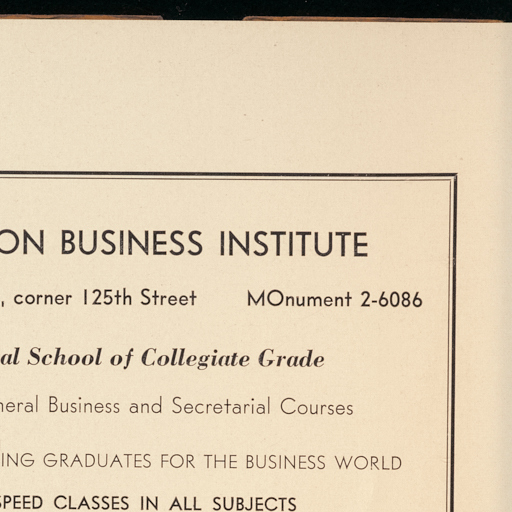 ON BUSINESS INSTITUTE
, corner 125th Street MOnument 2-6086
al School of Collegiate Grade
neral Business and Secretarial Courses
ING GRADUATES FOR THE BUSINESS WORLD
SPEED CLASSES IN ALL SUBJECTS